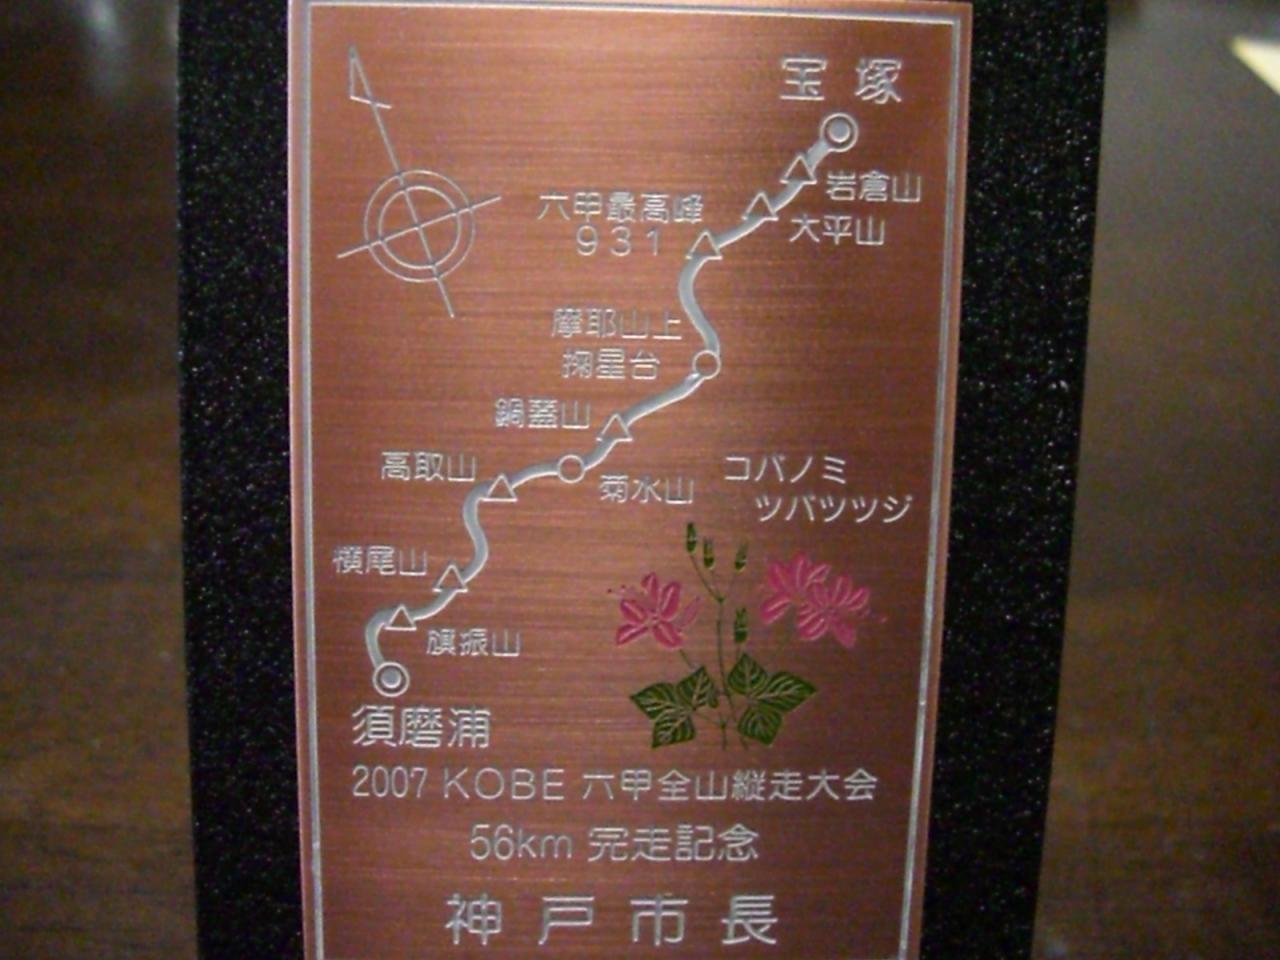 宝塚
岩倉山
大平山
六甲最高峰
931
摩耶山上
掬星台
鍋蓋山
高取山
菊水山
コバノミ
ツバツツジ
横尾山
旗振山
須磨浦
2007 KOBE 六甲全山縦走大会
56km 完走記念
神戸市長